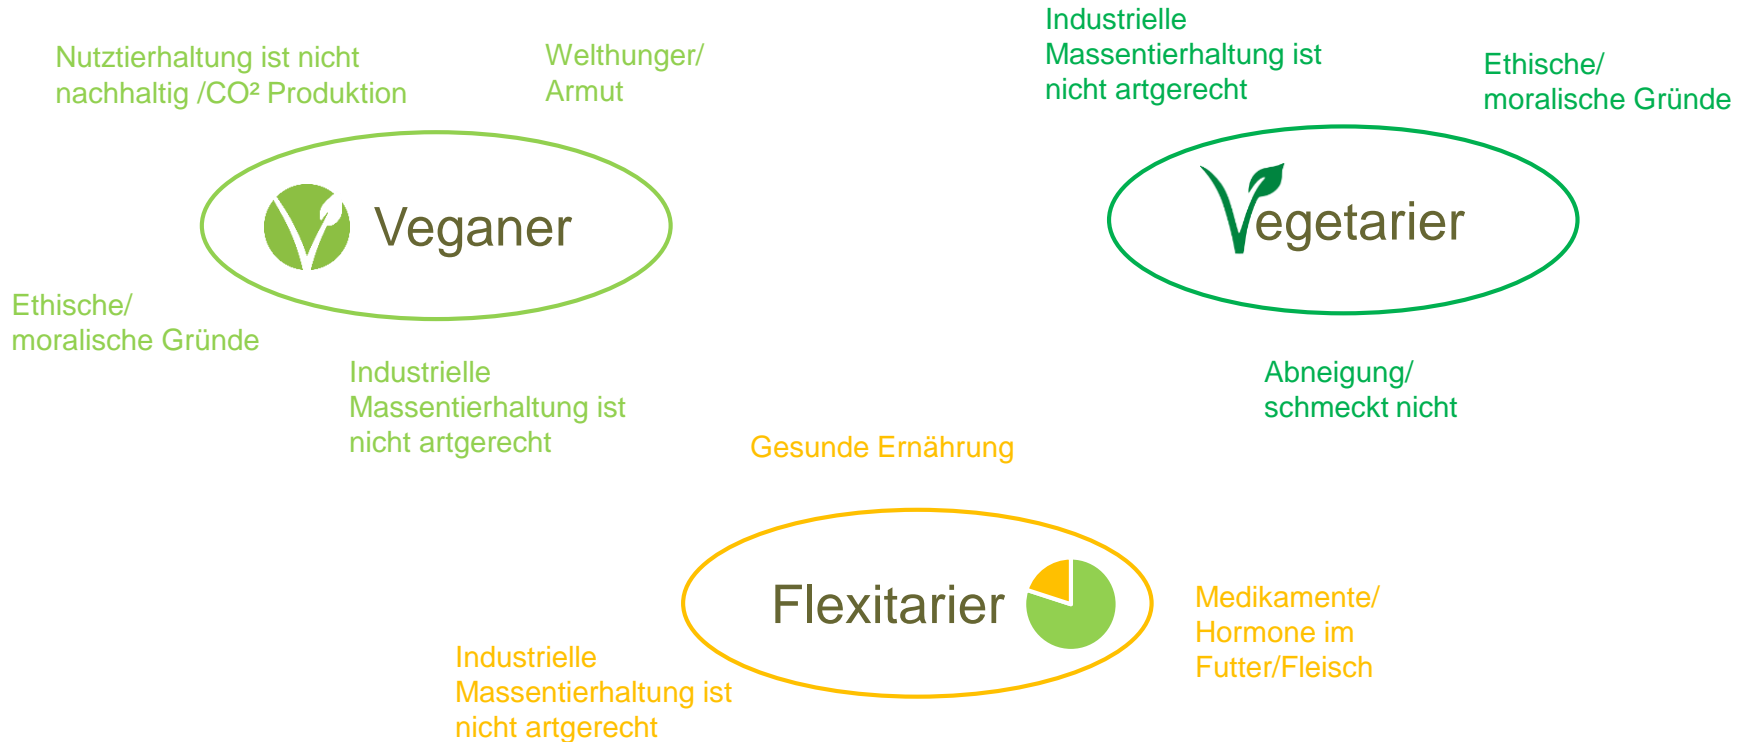 Nutztierhaltung ist nicht
nachhaltig /CO² Produktion
Welthunger/
Armut
Veganer
Ethische/
moralische Gründe
Industrielle
Massentierhaltung ist
nicht artgerecht
Industrielle
Massentierhaltung ist
nicht artgerecht
Ethische/
moralische Gründe
Vegetarier
Abneigung/
schmeckt nicht
Gesunde Ernährung
Flexitarier
Medikamente/
Hormone im
Futter/Fleisch
Industrielle
Massentierhaltung ist
nicht artgerecht